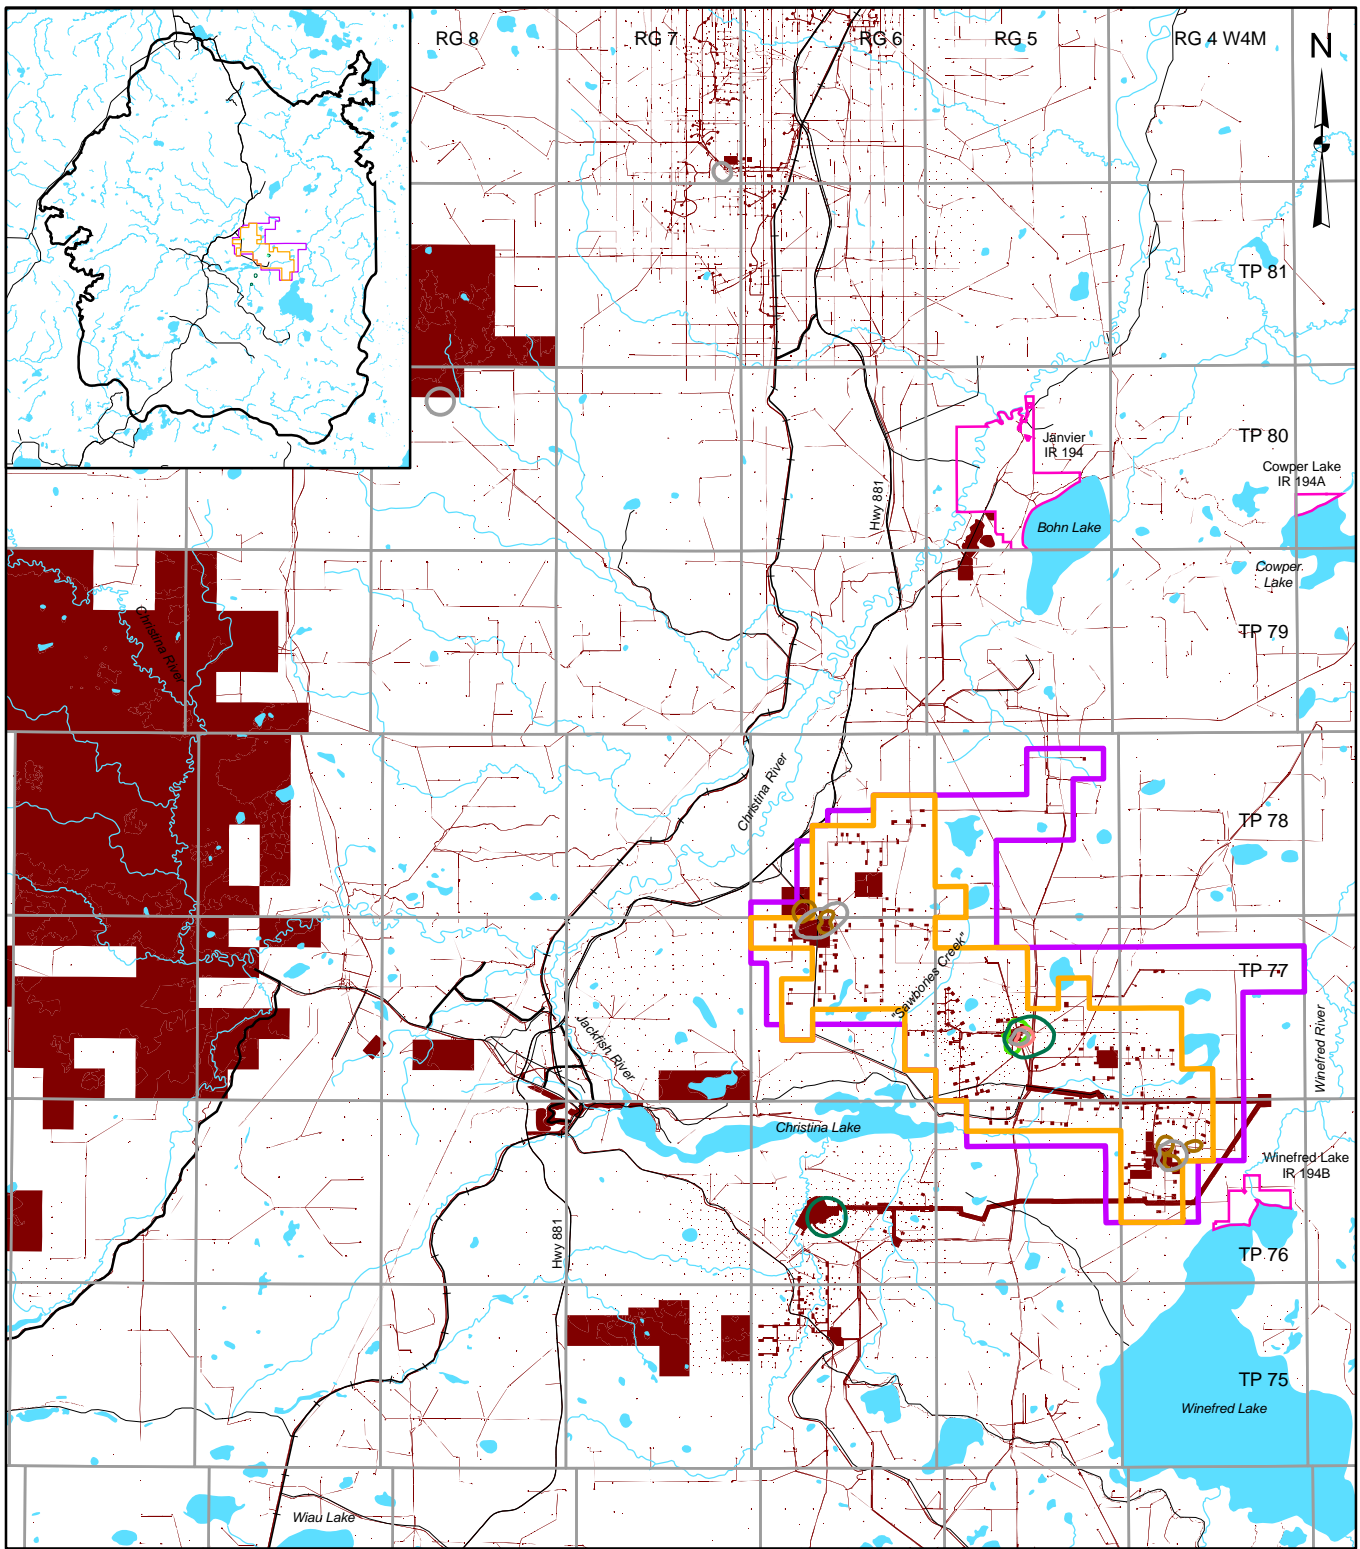 RG 8
RG 7
RG 6
RG 5
RG 4 W4M
N
TP 81
TP 80
Janvier
IR 194
Cowper Lake
IR 194A
Hwy 881
Bohn Lake
Cowper
Lake
Christina River
TP 79
Christina River
TP 78
"Sawbones Creek"
TP 77
Jackfish River
Winefred River
Christina Lake
Winefred Lake
IR 194B
Hwy 881
TP 76
TP 75
Winefred Lake
Wiau Lake